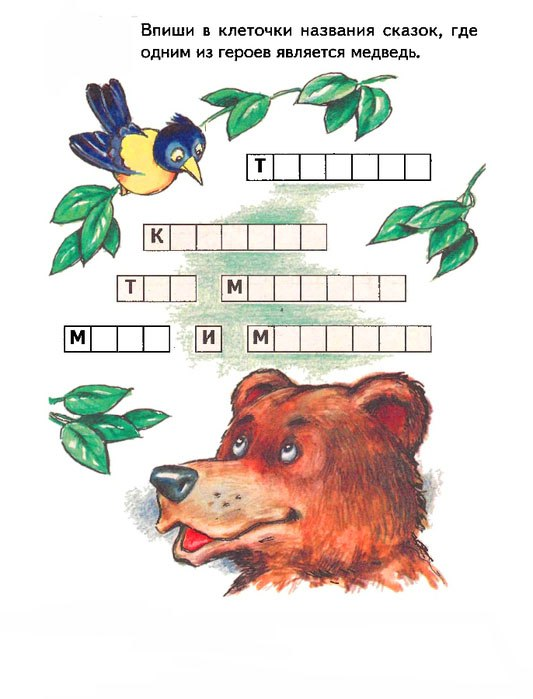 Впиши в клеточки названия сказок, где
одним из героев является медведь.
Т
К
Т М
М И М